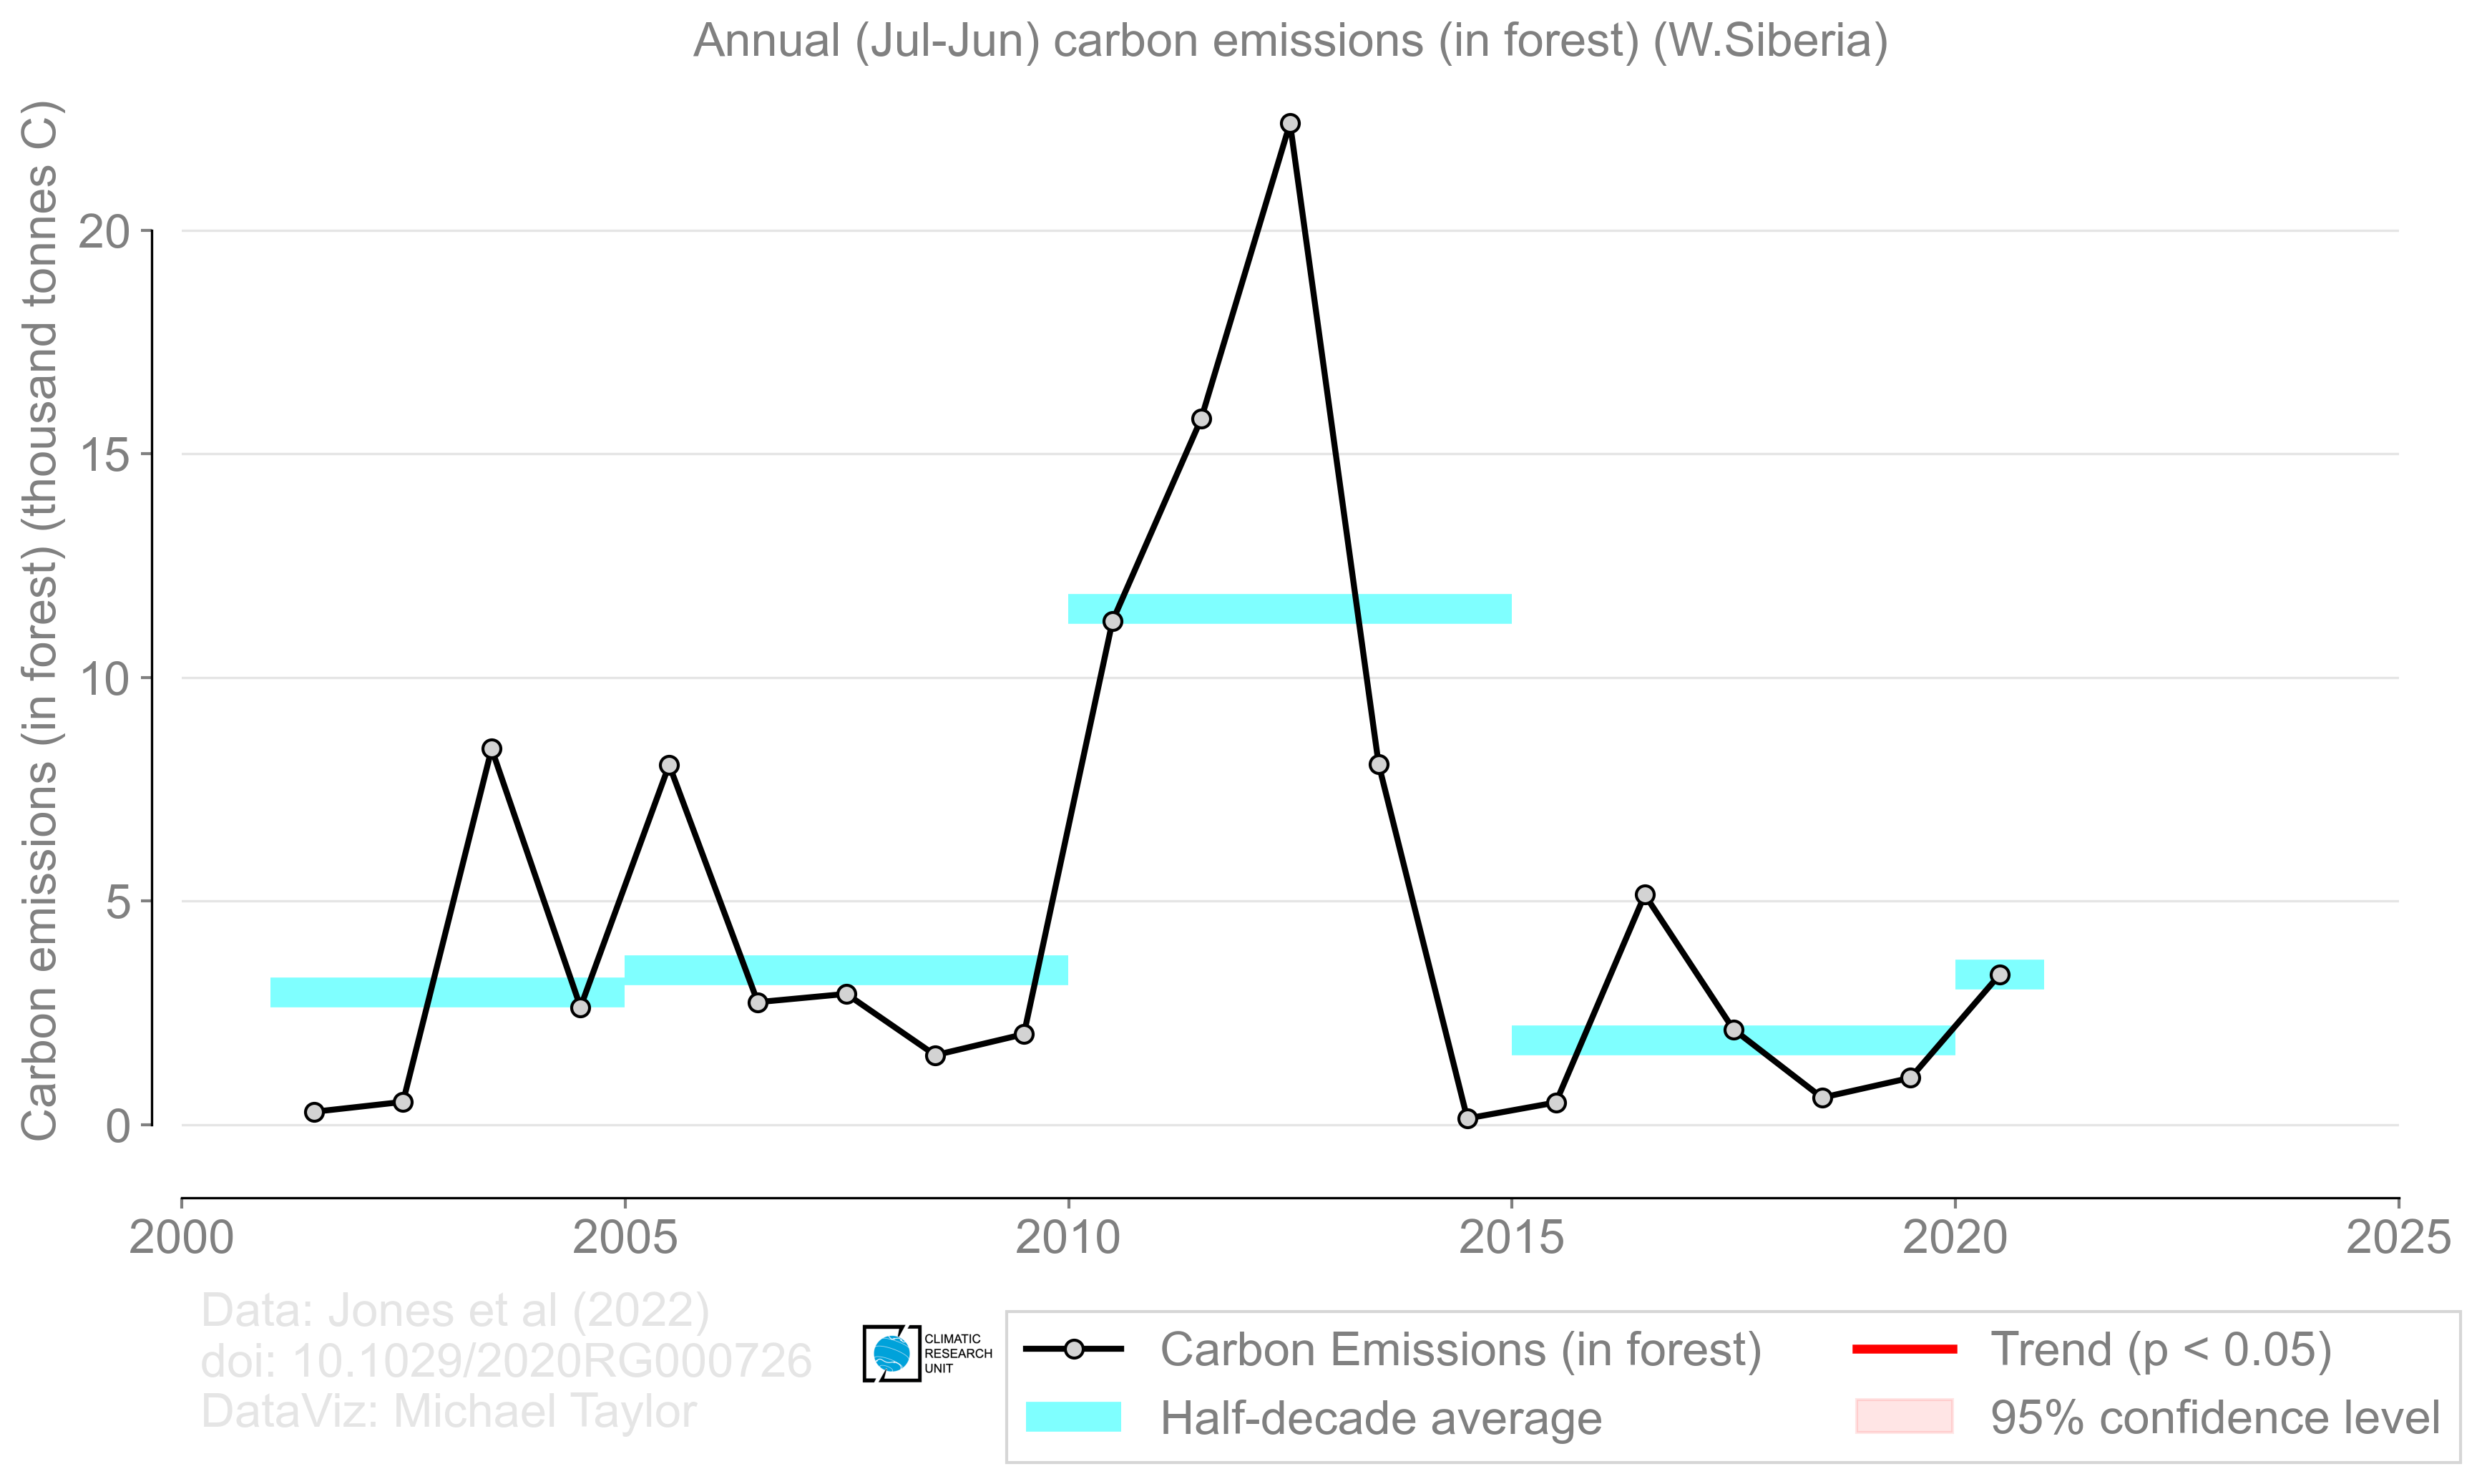 Annual (Jul-Jun) carbon emissions (in forest) (W.Siberia)
Carbon emissions (in forest) (thousand tonnes C)
20
15
10
5
0
2000 2005 2010 2015 2020 2025
Data: Jones et al (2022)
doi: 10.1029/2020RG000726
DataViz: Michael Taylor
CLIMATIC
RESEARCH
UNIT
Carbon Emissions (in forest)
Half-decade average
Trend (p < 0.05)
95% confidence level